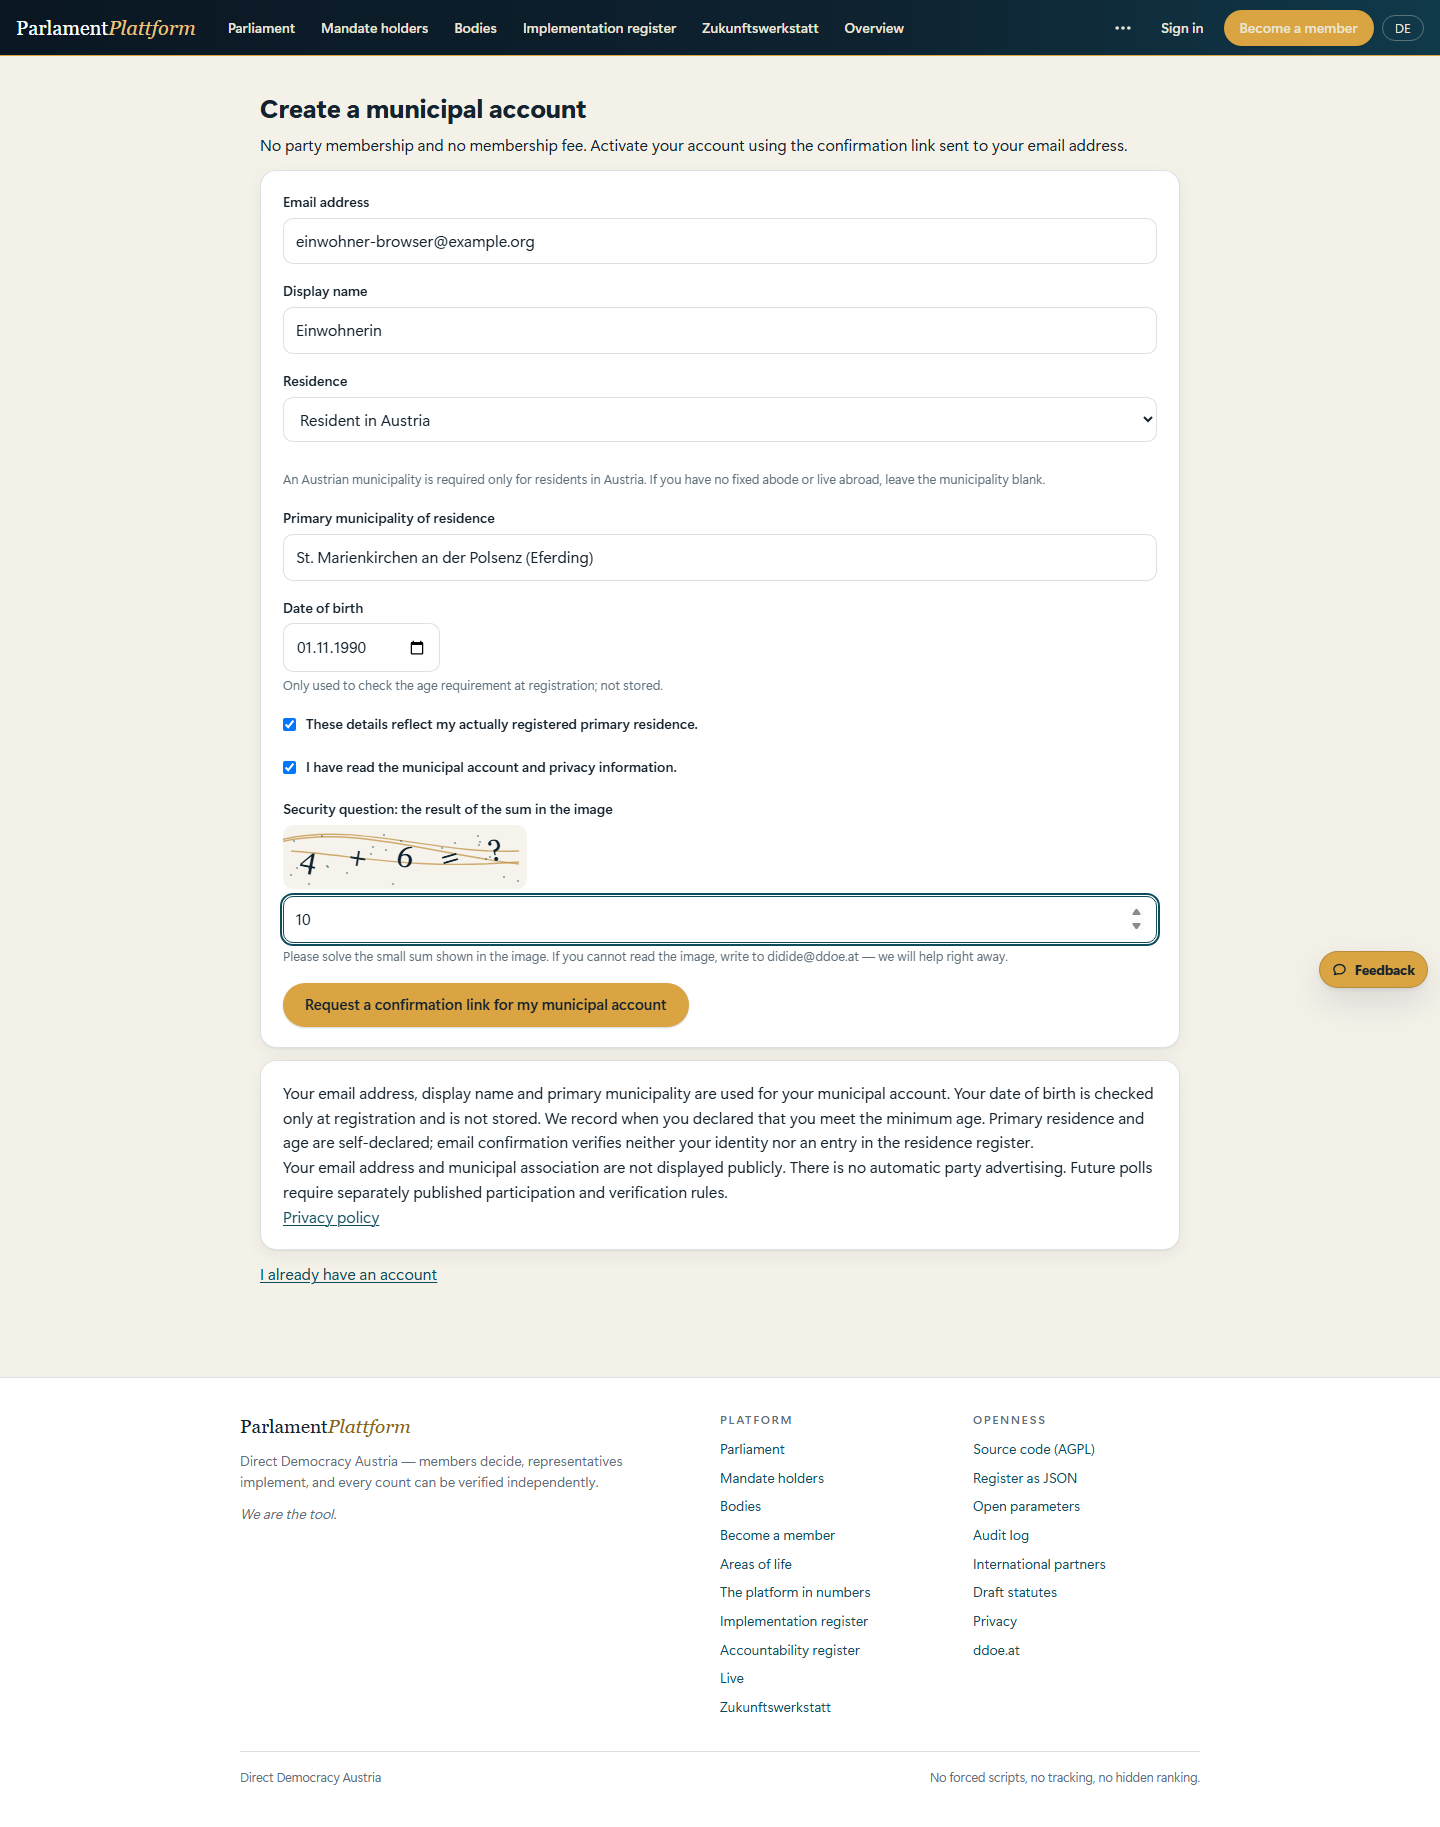 ParlamentPlattform
Parliament
Mandate holders
Bodies
Implementation register
Zukunftswerkstatt
Overview
Sign in
Become a member
DE
Create a municipal account
No party membership and no membership fee. Activate your account using the confirmation link sent to your email address.
Email address
einwohner-browser@example.org
Display name
Einwohnerin
Residence
Resident in Austria
An Austrian municipality is required only for residents in Austria. If you have no fixed abode or live abroad, leave the municipality blank.
Primary municipality of residence
St. Marienkirchen an der Polsenz (Eferding)
Date of birth
01.11.1990
Only used to check the age requirement at registration; not stored.
These details reflect my actually registered primary residence.
I have read the municipal account and privacy information.
Security question: the result of the sum in the image
4 + 6 = ?
10
Please solve the small sum shown in the image. If you cannot read the image, write to didide@ddoe.at — we will help right away.
Feedback
Request a confirmation link for my municipal account
Your email address, display name and primary municipality are used for your municipal account. Your date of birth is checked
only at registration and is not stored. We record when you declared that you meet the minimum age. Primary residence and
age are self-declared; email confirmation verifies neither your identity nor an entry in the residence register.
Your email address and municipal association are not displayed publicly. There is no automatic party advertising. Future polls
require separately published participation and verification rules.
Privacy policy
I already have an account
ParlamentPlattform
Direct Democracy Austria — members decide, representatives
implement, and every count can be verified independently.
We are the tool.
PLATFORM
Parliament
Mandate holders
Bodies
Become a member
Areas of life
The platform in numbers
Implementation register
Accountability register
Live
Zukunftswerkstatt
OPENNESS
Source code (AGPL)
Register as JSON
Open parameters
Audit log
International partners
Draft statutes
Privacy
ddoe.at
Direct Democracy Austria
No forced scripts, no tracking, no hidden ranking.